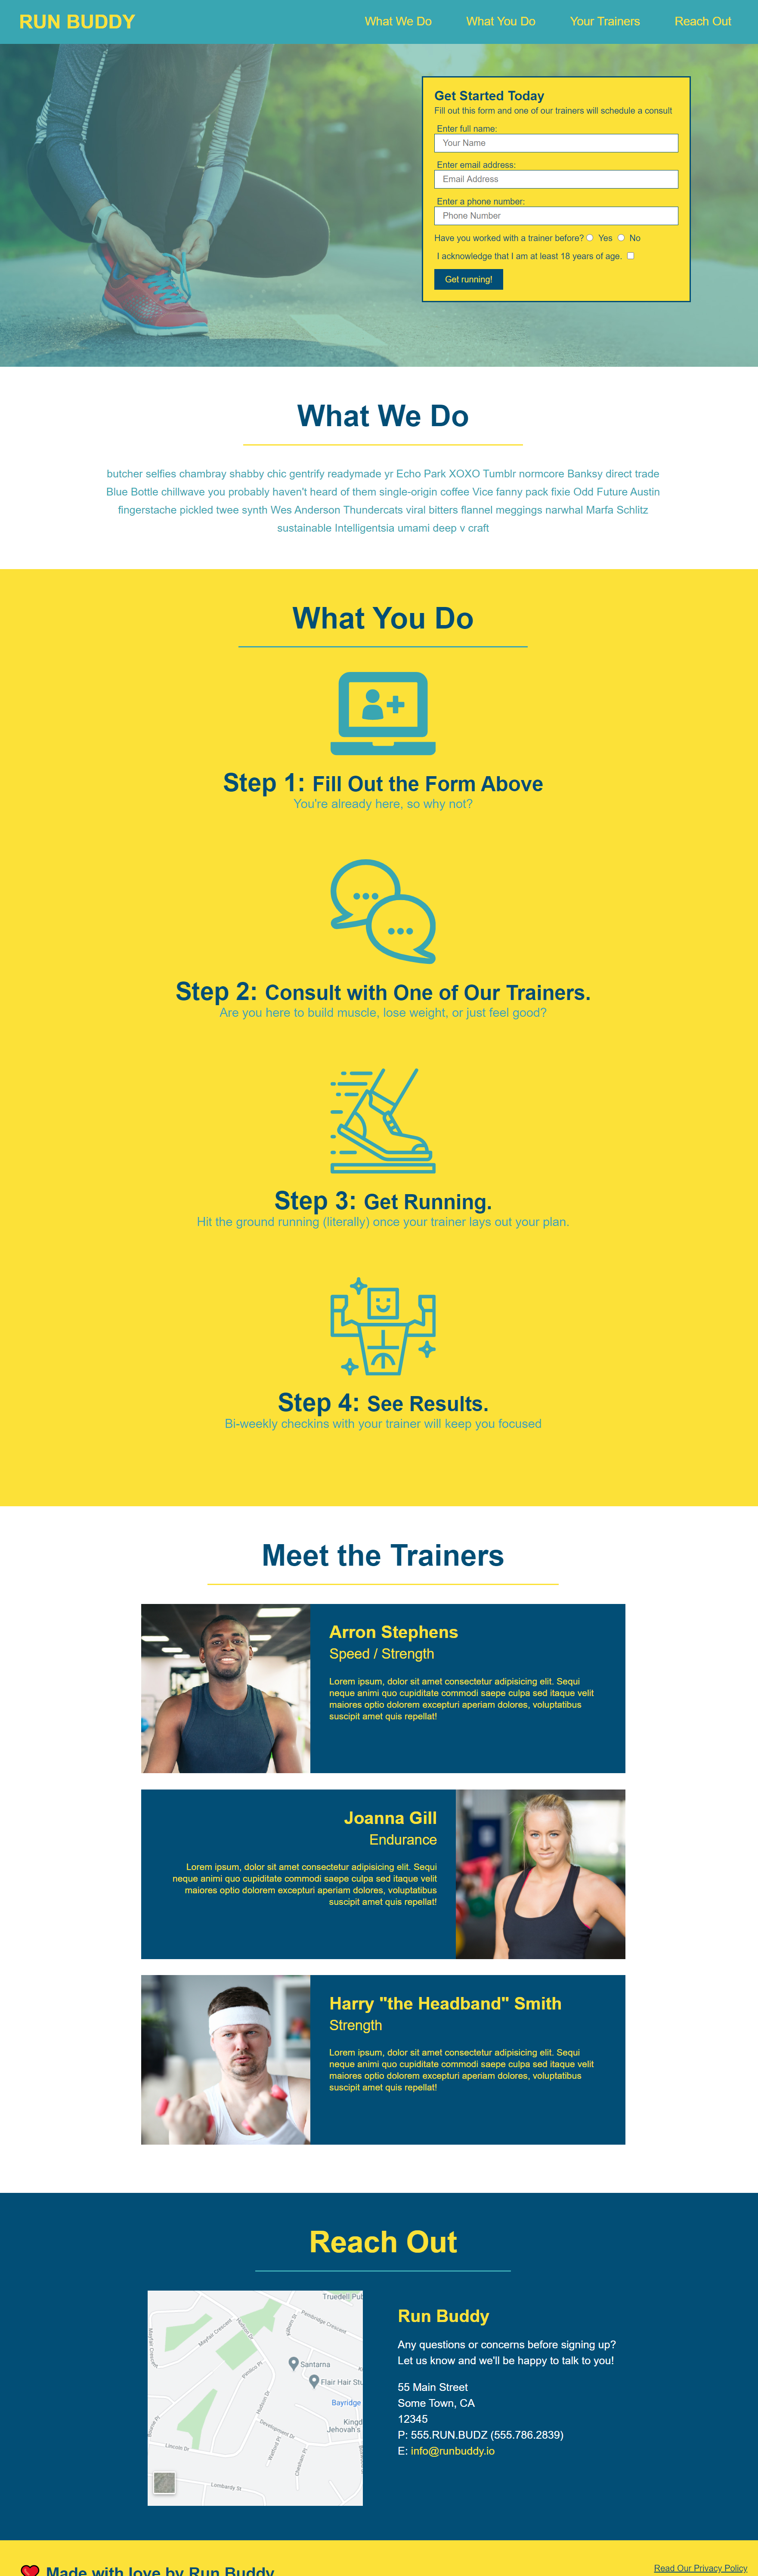 RUN BUDDY
What We Do
What You Do
Your Trainers
Reach Out
Get Started Today
Fill out this form and one of our trainers will schedule a consult
Enter full name:
Your Name
Enter email address:
Email Address
Enter a phone number:
Phone Number
Have you worked with a trainer before? Yes No
I acknowledge that I am at least 18 years of age.
Get running!
What We Do
butcher selfies chambray shabby chic gentrify readymade yr Echo Park XOXO Tumblr normcore Banksy direct trade
Blue Bottle chillwave you probably haven't heard of them single-origin coffee Vice fanny pack fixie Odd Future Austin
fingerstache pickled twee synth Wes Anderson Thundercats viral bitters flannel meggings narwhal Marfa Schlitz
sustainable Intelligentsia umami deep v craft
What You Do
Step 1: Fill Out the Form Above
You're already here, so why not?
Step 2: Consult with One of Our Trainers.
Are you here to build muscle, lose weight, or just feel good?
Step 3: Get Running.
Hit the ground running (literally) once your trainer lays out your plan.
Step 4: See Results.
Bi-weekly checkins with your trainer will keep you focused
Meet the Trainers
Arron Stephens
Speed / Strength
Lorem ipsum, dolor sit amet consectetur adipisicing elit. Sequi
neque animi quo cupiditate commodi saepe culpa sed itaque velit
maiores optio dolorem excepturi aperiam dolores, voluptatibus
suscipit amet quis repellat!
Joanna Gill
Endurance
Lorem ipsum, dolor sit amet consectetur adipisicing elit. Sequi
neque animi quo cupiditate commodi saepe culpa sed itaque velit
maiores optio dolorem excepturi aperiam dolores, voluptatibus
suscipit amet quis repellat!
Harry "the Headband" Smith
Strength
Lorem ipsum, dolor sit amet consectetur adipisicing elit. Sequi
neque animi quo cupiditate commodi saepe culpa sed itaque velit
maiores optio dolorem excepturi aperiam dolores, voluptatibus
suscipit amet quis repellat!
Reach Out
Truedell Pub
Pembridge Crescent
Mayfair Crescent
Santarna
Flair Hair Stu
Bayridge
Kingd
Jehovah's
Development Dr
Hudson Dr
Lincoln Dr
Lombardy St
Run Buddy
Any questions or concerns before signing up?
Let us know and we'll be happy to talk to you!
55 Main Street
Some Town, CA
12345
P: 555.RUN.BUDZ (555.786.2839)
E: info@runbuddy.io
Made with love by Run Buddy
Read Our Privacy Policy